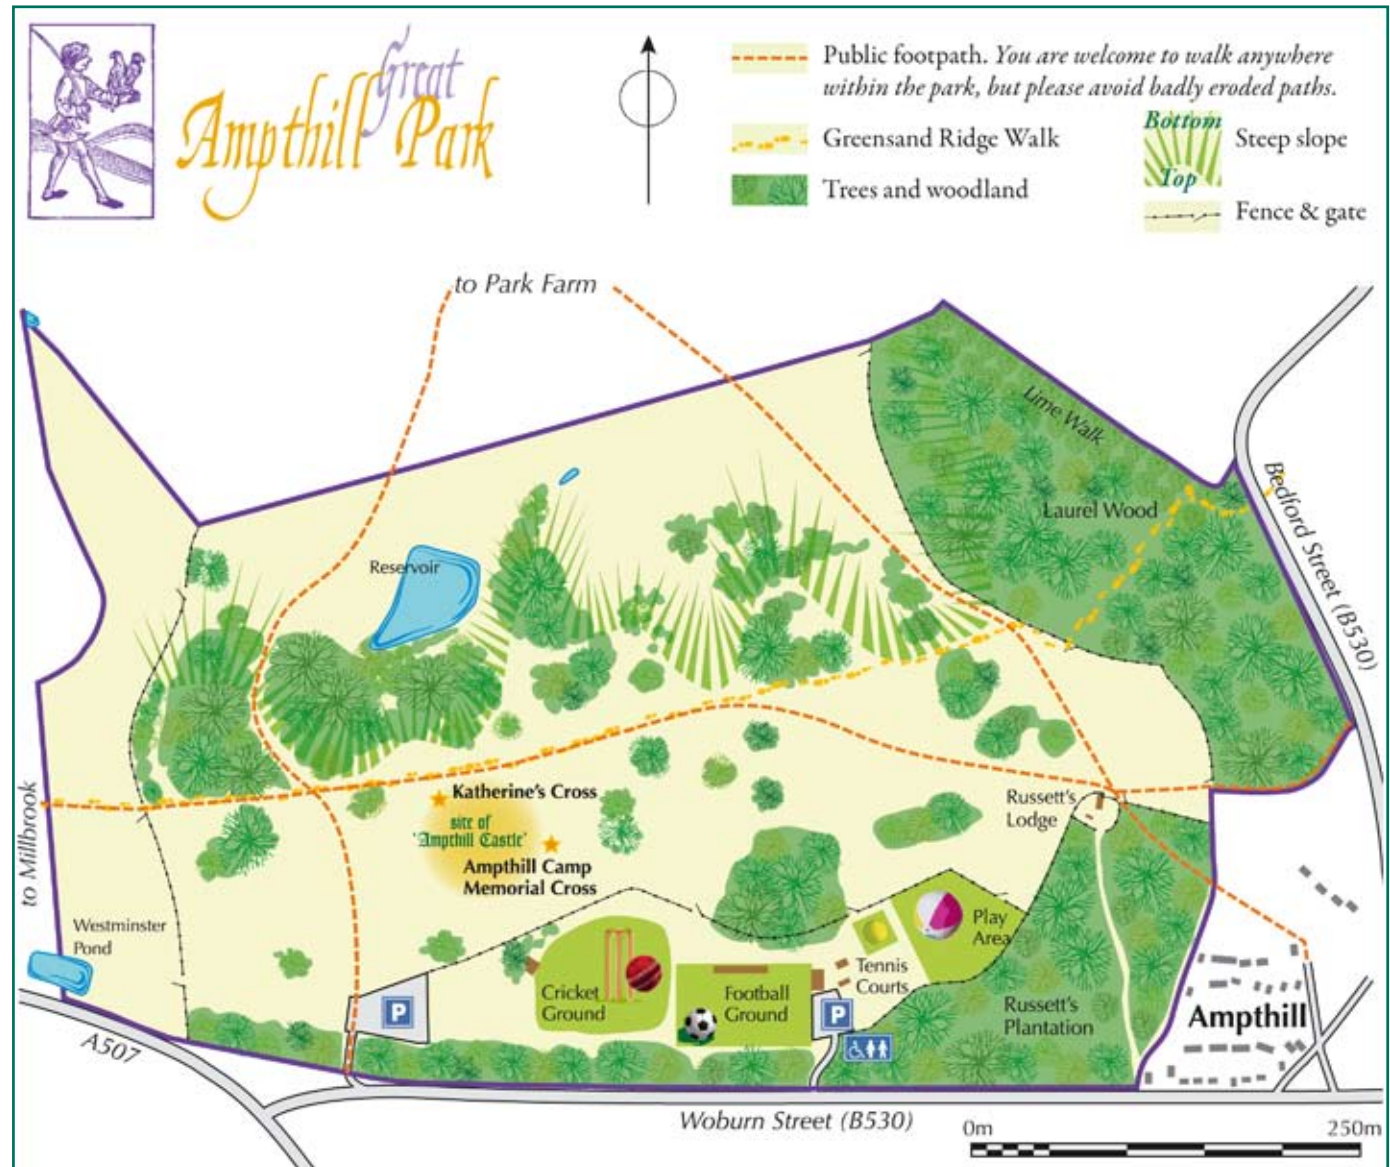 Great
Ampthill Park
Public footpath. You are welcome to walk anywhere
within the park, but please avoid badly eroded paths.
Greensand Ridge Walk
Trees and woodland
Bottom
Top
Steep slope
Fence & gate
to Park Farm
Lime Walk
Laurel Wood
Bedford Street (B530)
Reservoir
to Millbrook
Katherine's Cross
site of
'Ampthill Castle'
Ampthill Camp
Memorial Cross
Russett's
Lodge
Westminster
Pond
Play
Area
Tennis
Courts
Cricket
Ground
Football
Ground
Russett's
Plantation
P
P
Ampthill
A507
Woburn Street (B530)
0m
250m